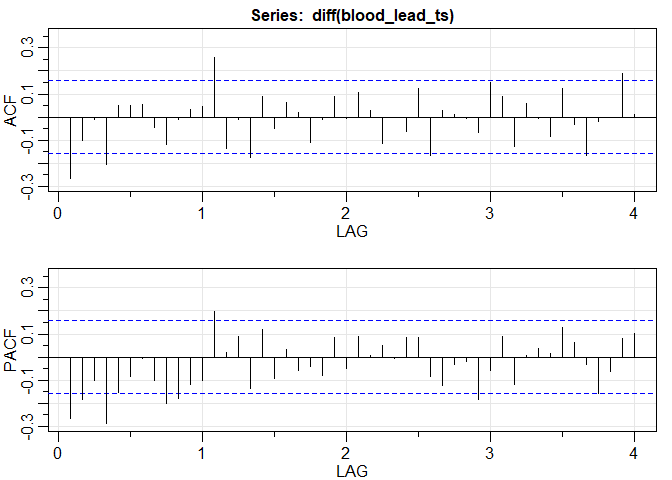 Series:  diff(blood_lead_ts)
ACF
0.3
0.1
-0.1
-0.3
0 1 2 3 4
LAG
PACF
0.3
0.1
-0.1
-0.3
0 1 2 3 4
LAG